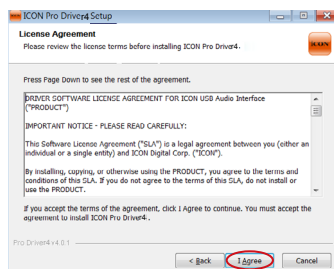 ICON Pro Driver4 Setup
License Agreement
Please review the license terms before installing ICON Pro Driver4.
ICON
Press Page Down to see the rest of the agreement.
DRIVER SOFTWARE LICENSE AGREEMENT FOR ICON USB Audio Interface
("PRODUCT")
IMPORTANT NOTICE - PLEASE READ CAREFULLY:
This Software License Agreement ("SLA") is a legal agreement between you (either an
individual or a single entity) and ICON Digital Corp. ("ICON").
By installing, copying, or otherwise using the PRODUCT, you agree to the terms and
conditions of this SLA. If you do not agree to the terms of this SLA, do not install or
use the PRODUCT.
If you accept the terms of the agreement, click I Agree to continue. You must accept the
agreement to install ICON Pro Driver4.
Pro Driver4 v4.0.1
< Back
I Agree
Cancel